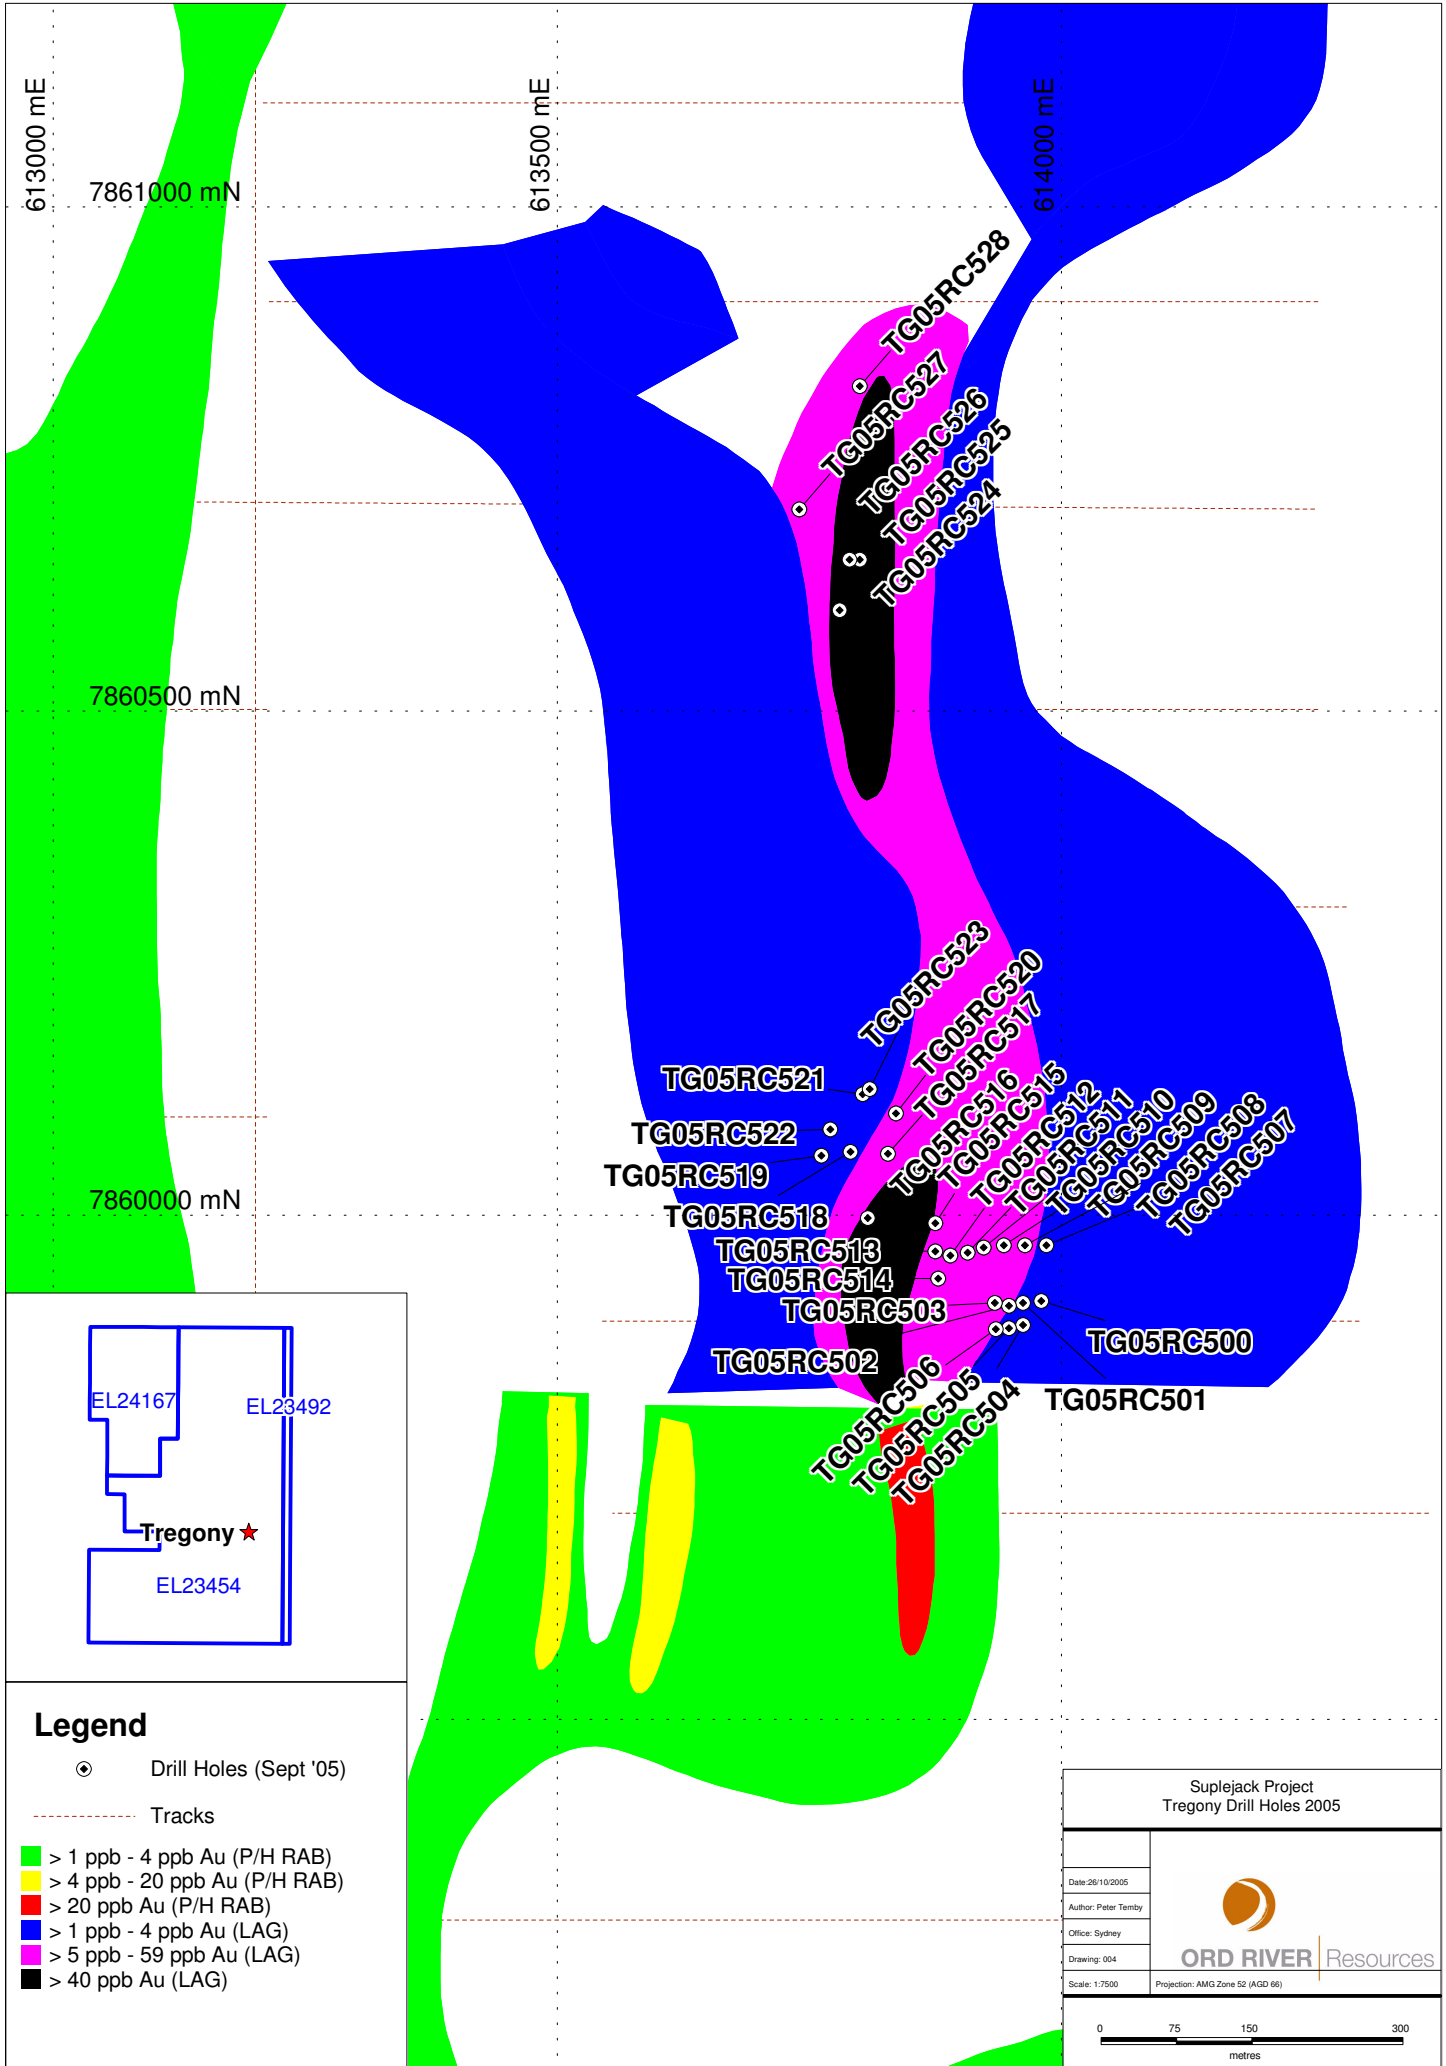 613000 mE
613500 mE
614000 mE
7861000 mN
TG05RC528
TG05RC527
TG05RC526
TG05RC525
TG05RC524
7860500 mN
TG05RC523
TG05RC520
TG05RC517
TG05RC521
TG05RC516
TG05RC515
TG05RC512
TG05RC511
TG05RC510
TG05RC509
TG05RC508
TG05RC507
TG05RC522
TG05RC519
7860000 mN
TG05RC518
TG05RC513
TG05RC514
TG05RC503
TG05RC500
TG05RC502
TG05RC501
TG05RC506
TG05RC505
TG05RC504
EL24167
EL23492
Tregony
EL23454
Legend
Drill Holes (Sept '05)
Tracks
> 1 ppb - 4 ppb Au (P/H RAB)
> 4 ppb - 20 ppb Au (P/H RAB)
> 20 ppb Au (P/H RAB)
> 1 ppb - 4 ppb Au (LAG)
> 5 ppb - 59 ppb Au (LAG)
> 40 ppb Au (LAG)
Suplejack Project
Tregony Drill Holes 2005
Date:26/10/2005
Author: Peter Temby
Office: Sydney
Drawing: 004
Scale: 1:7500
ORD RIVER Resources
Projection: AMG Zone 52 (AGD 66)
0 75 150 300
metres